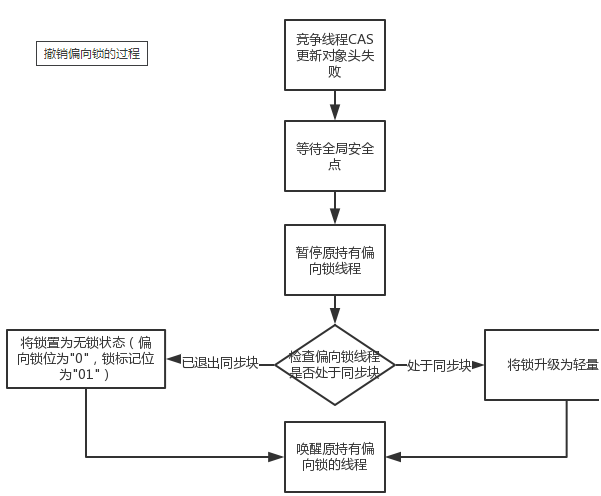 撤销偏向锁的过程
竞争线程CAS
更新对象头失
败
等待全局安全
点
暂停原持有偏
向锁线程
将锁置为无锁状态（偏
向锁位为"0"，锁标记位
为"01"）
已退出同步块
检查偏向锁线程
是否处于同步块
处于同步块
将锁升级为轻量
唤醒原持有偏
向锁的线程